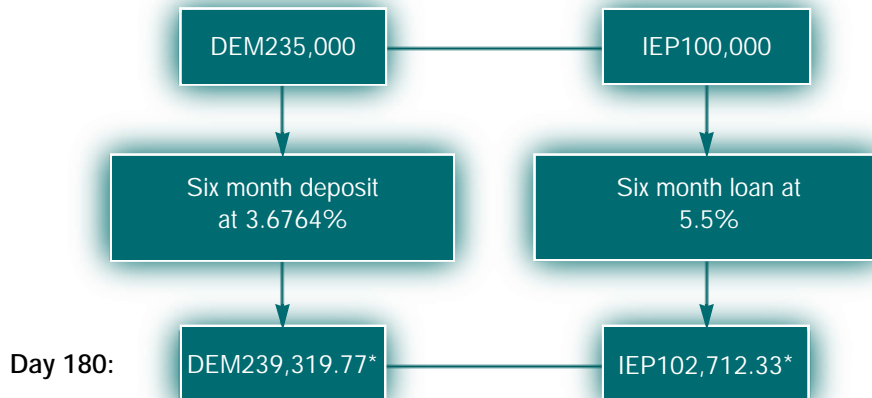 DEM235,000
IEP100,000
Six month deposit
at 3.6764%
Six month loan at
5.5%
Day 180:
DEM239,319.77*
IEP102,712.33*